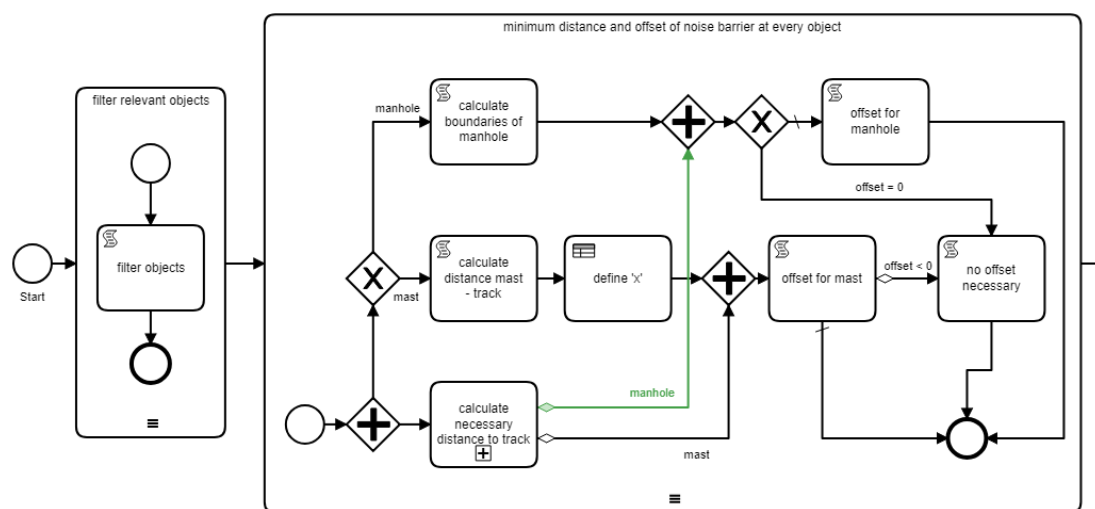 minimum distance and offset of noise barrier at every object
filter relevant objects
filter objects
Start
manhole
calculate
boundaries of
manhole
offset for
manhole
offset = 0
mast
calculate
distance mast
- track
define 'x'
offset for mast
offset < 0
no offset
necessary
calculate
necessary
distance to track
manhole
mast